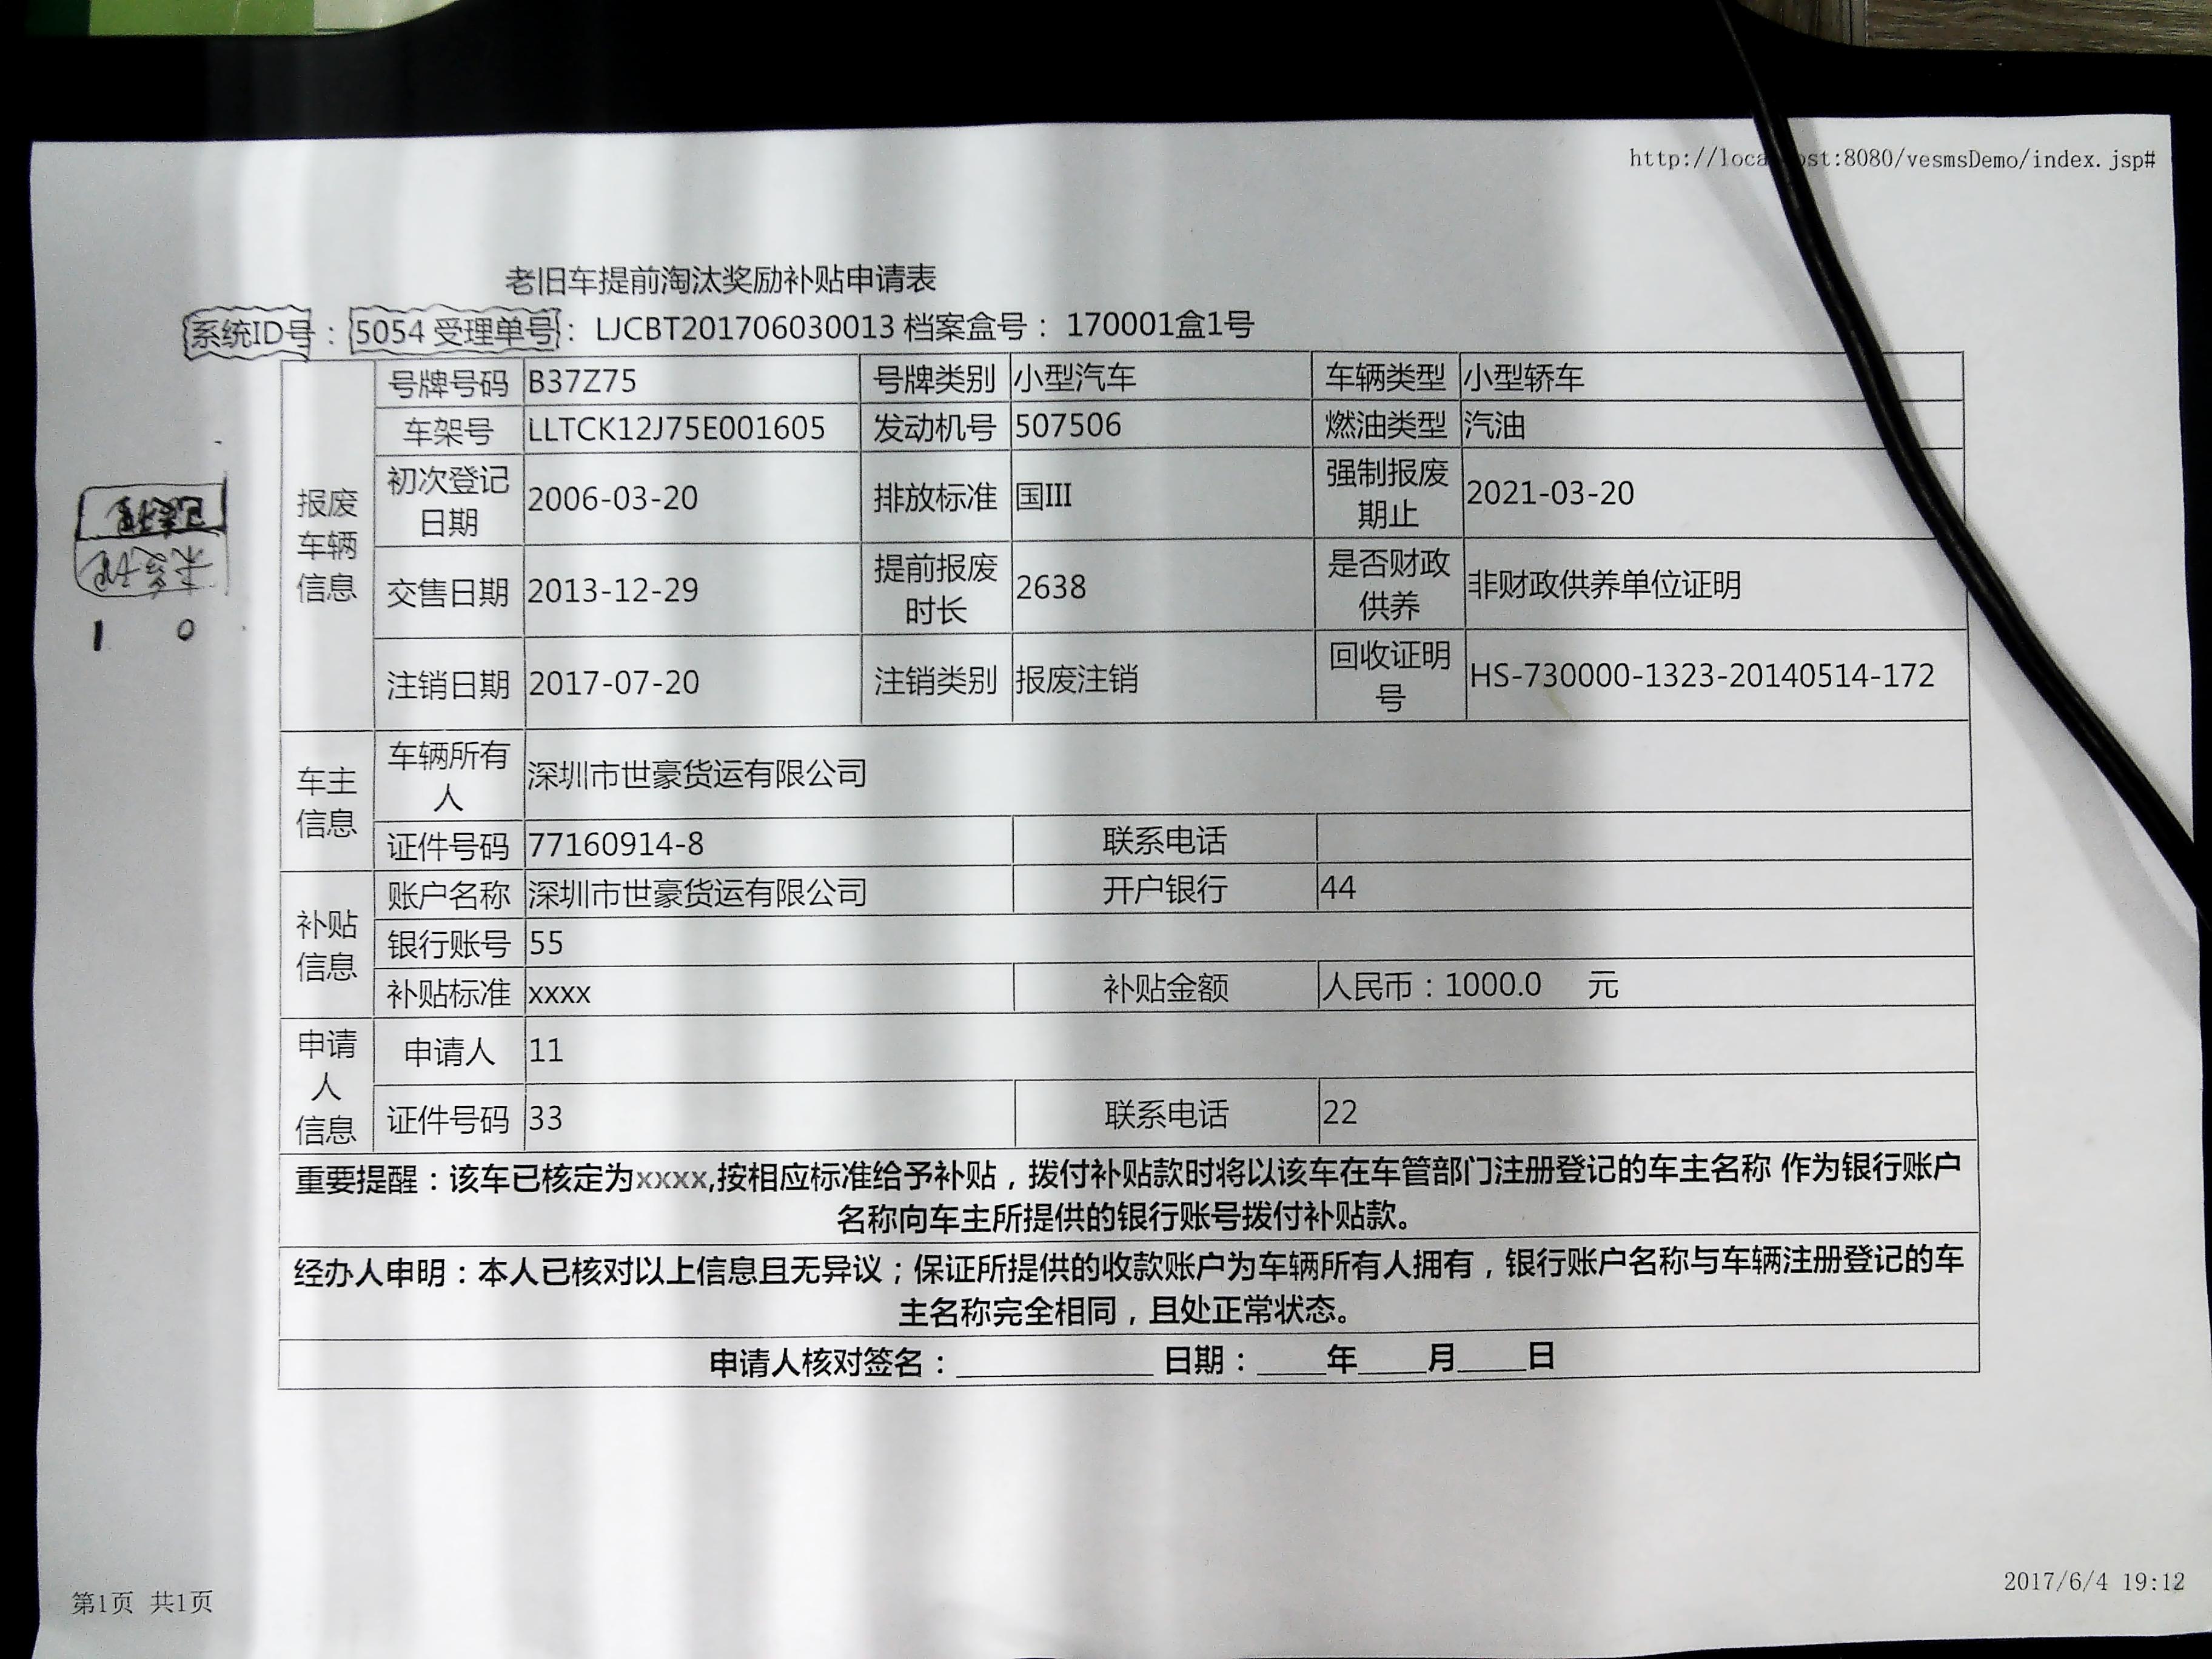 老旧车提前淘汰奖励补贴申请表
系统ID号：5054 受理单号：LJCBT201706030013 档案盒号：170001盒1号
报废车辆信息
号牌号码 B37Z75 号牌类别 小型汽车 车辆类型 小型轿车
车架号 LLTCK12J75E001605 发动机号 507506 燃油类型 汽油
初次登记日期 2006-03-20 排放标准 国III 强制报废期止 2021-03-20
交售日期 2013-12-29 提前报废时长 2638 是否财政供养 非财政供养单位证明
注销日期 2017-07-20 注销类别 报废注销 回收证明号 HS-730000-1323-20140514-172
车主信息
车辆所有人 深圳市世豪货运有限公司
证件号码 77160914-8 联系电话
补贴信息
账户名称 深圳市世豪货运有限公司 开户银行 44
银行账号 55
补贴标准 xxxx 补贴金额 人民币：1000.0 元
申请人信息
申请人 11
证件号码 33 联系电话 22
重要提醒：该车已核定为xxxx,按相应标准给予补贴，拨付补贴款时将以该车在车管部门注册登记的车主名称 作为银行账户
名称向车主所提供的银行账号拨付补贴款。
经办人申明：本人已核对以上信息且无异议；保证所提供的收款账户为车辆所有人拥有，银行账户名称与车辆注册登记的车
主名称完全相同，且处正常状态。
申请人核对签名：____________ 日期：____年____月____日
1 0
第1页 共1页
2017/6/4 19:12